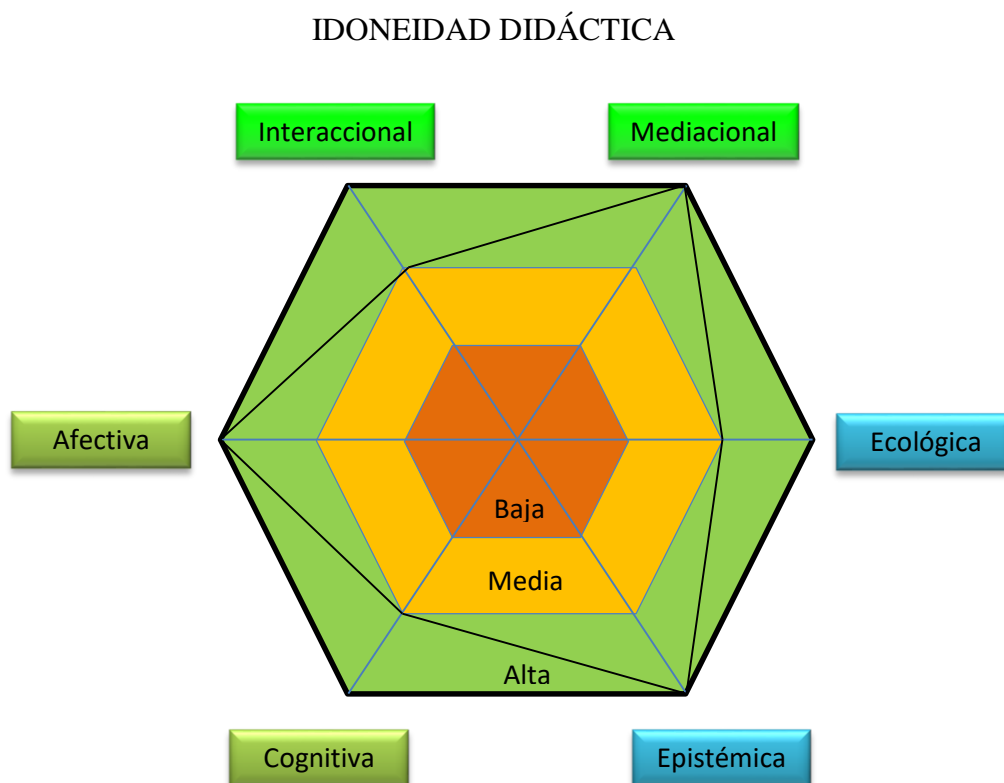 IDONEIDAD DIDÁCTICA
Interaccional
Mediacional
Afectiva
Ecológica
Baja
Media
Alta
Cognitiva
Epistémica